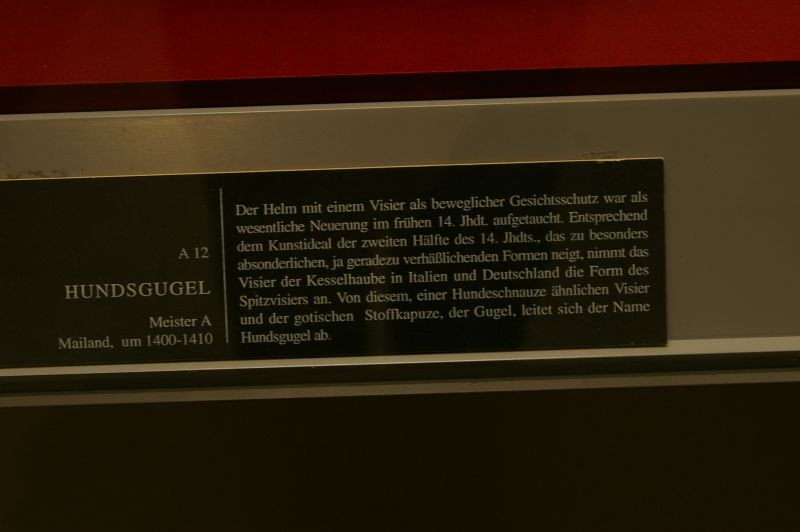 A 12
HUNDSGUGEL
Meister A
Mailand, um 1400-1410
Der Helm mit einem Visier als beweglicher Gesichtsschutz war als
wesentliche Neuerung im frühen 14. Jhdt. aufgetaucht. Entsprechend
dem Kunstideal der zweiten Hälfte des 14. Jhdts., das zu besonders
absonderlichen, ja geradezu verhäßlichenden Formen neigt, nimmt das
Visier der Kesselhaube in Italien und Deutschland die Form des
Spitzvisiers an. Von diesem, einer Hundeschnauze ähnlichen Visier
und der gotischen Stoffkapuze, der Gugel, leitet sich der Name
Hundsgugel ab.